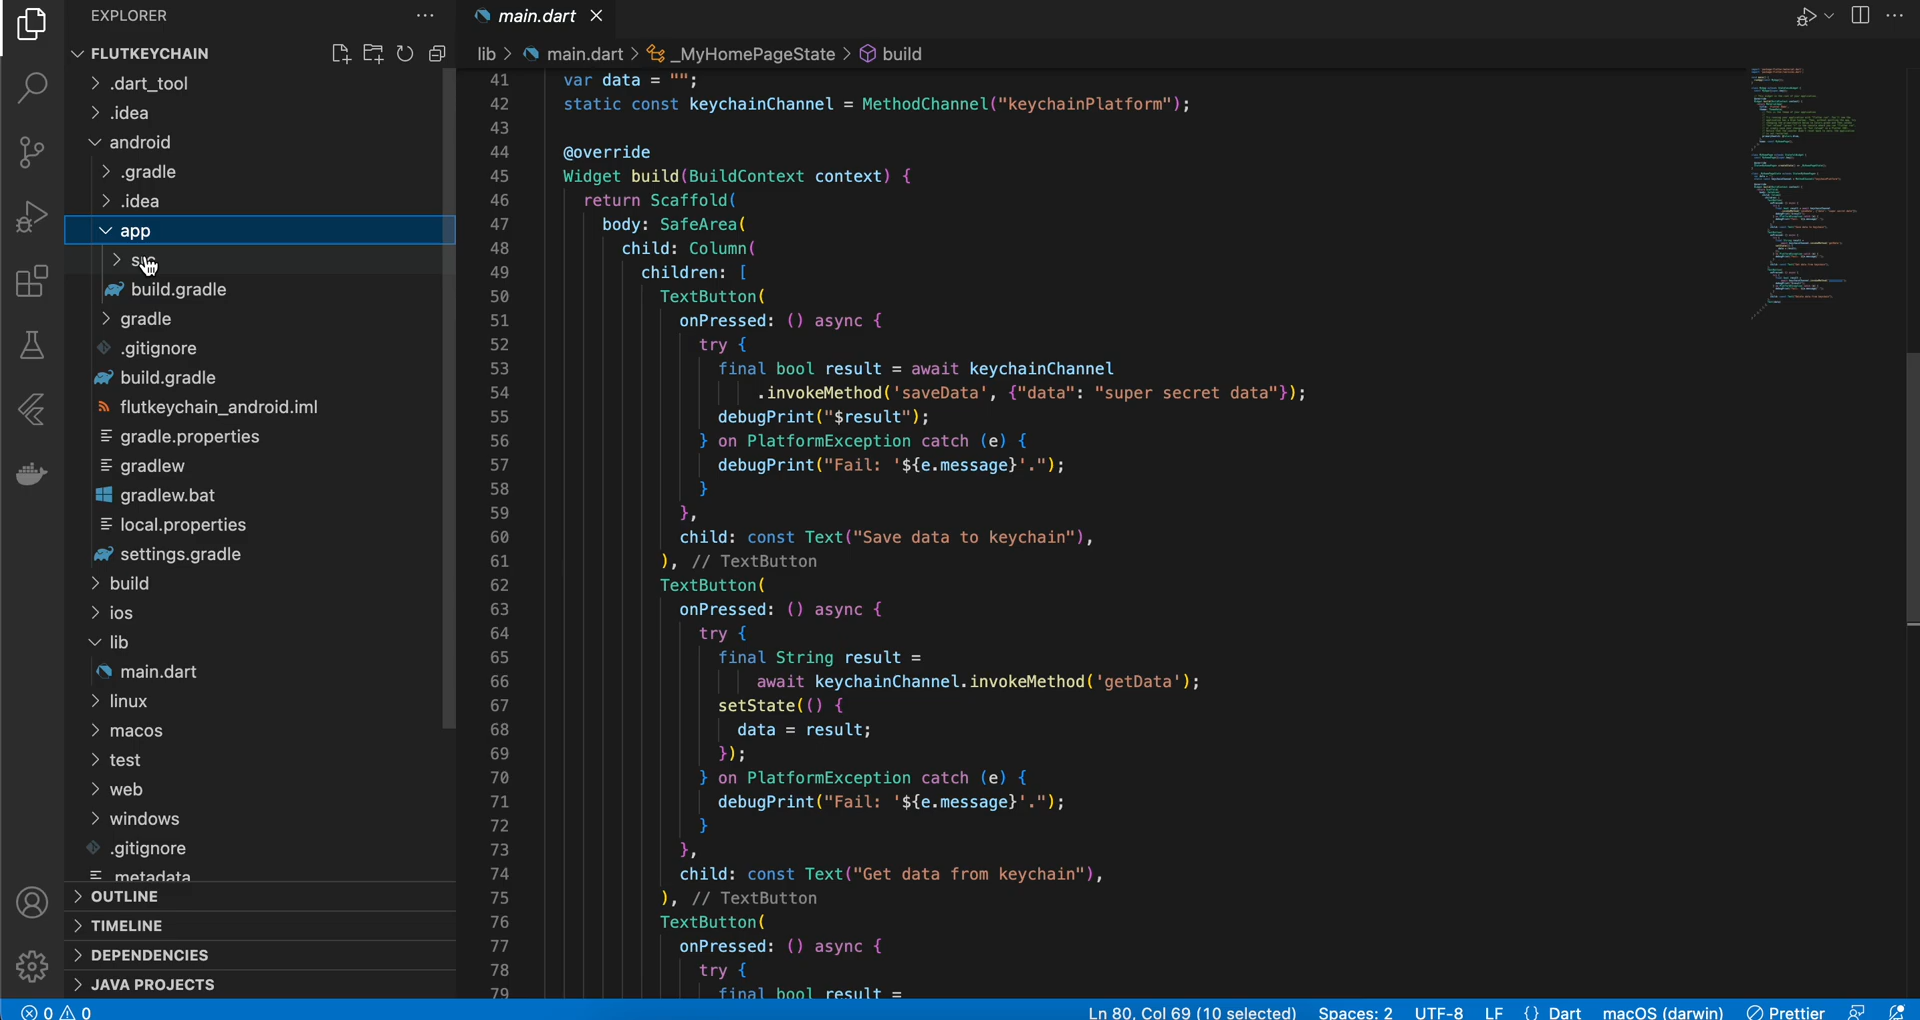 EXPLORER
FLUTKEYCHAIN
.dart_tool
.idea
android
.gradle
.idea
app
src
build.gradle
gradle
.gitignore
build.gradle
flutkeychain_android.iml
gradle.properties
gradlew
gradlew.bat
local.properties
settings.gradle
build
ios
lib
main.dart
linux
macos
test
web
windows
.gitignore
.metadata
OUTLINE
TIMELINE
DEPENDENCIES
JAVA PROJECTS
main.dart
lib > main.dart > _MyHomePageState > build
41 var data = "";
42 static const keychainChannel = MethodChannel("keychainPlatform");
43
44 @override
45 Widget build(BuildContext context) {
46 return Scaffold(
47 body: SafeArea(
48 child: Column(
49 children: [
50 TextButton(
51 onPressed: () async {
52 try {
53 final bool result = await keychainChannel
54 .invokeMethod('saveData', {"data": "super secret data"});
55 debugPrint("$result");
56 } on PlatformException catch (e) {
57 debugPrint("Fail: '${e.message}'.");
58 }
59 },
60 child: const Text("Save data to keychain"),
61 ), // TextButton
62 TextButton(
63 onPressed: () async {
64 try {
65 final String result =
66 await keychainChannel.invokeMethod('getData');
67 setState(() {
68 data = result;
69 });
70 } on PlatformException catch (e) {
71 debugPrint("Fail: '${e.message}'.");
72 }
73 },
74 child: const Text("Get data from keychain"),
75 ), // TextButton
76 TextButton(
77 onPressed: () async {
78 try {
79 final bool result =
0 0
Ln 80, Col 69 (10 selected) Spaces: 2 UTF-8 LF {} Dart macOS (darwin) Prettier